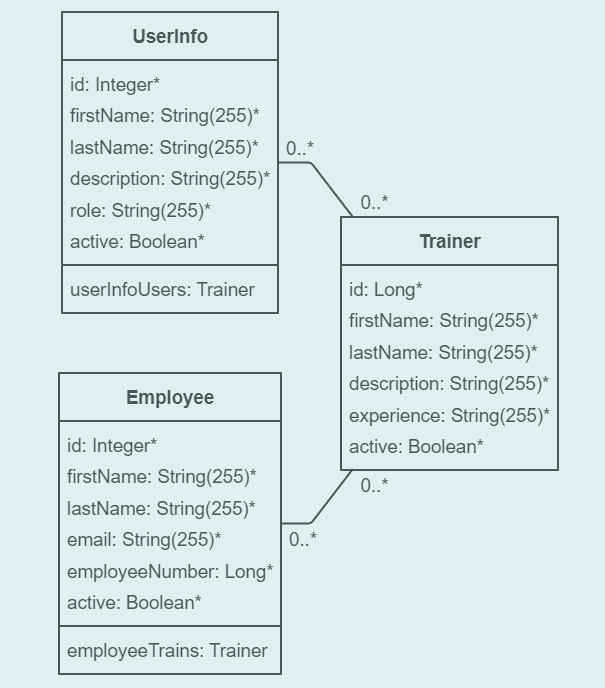 UserInfo
id: Integer*
firstName: String(255)*
lastName: String(255)*
description: String(255)*
role: String(255)*
active: Boolean*
userInfoUsers: Trainer
0..*
0..*
Trainer
id: Long*
firstName: String(255)*
lastName: String(255)*
description: String(255)*
experience: String(255)*
active: Boolean*
Employee
id: Integer*
firstName: String(255)*
lastName: String(255)*
email: String(255)*
employeeNumber: Long*
active: Boolean*
employeeTrains: Trainer
0..*
0..*